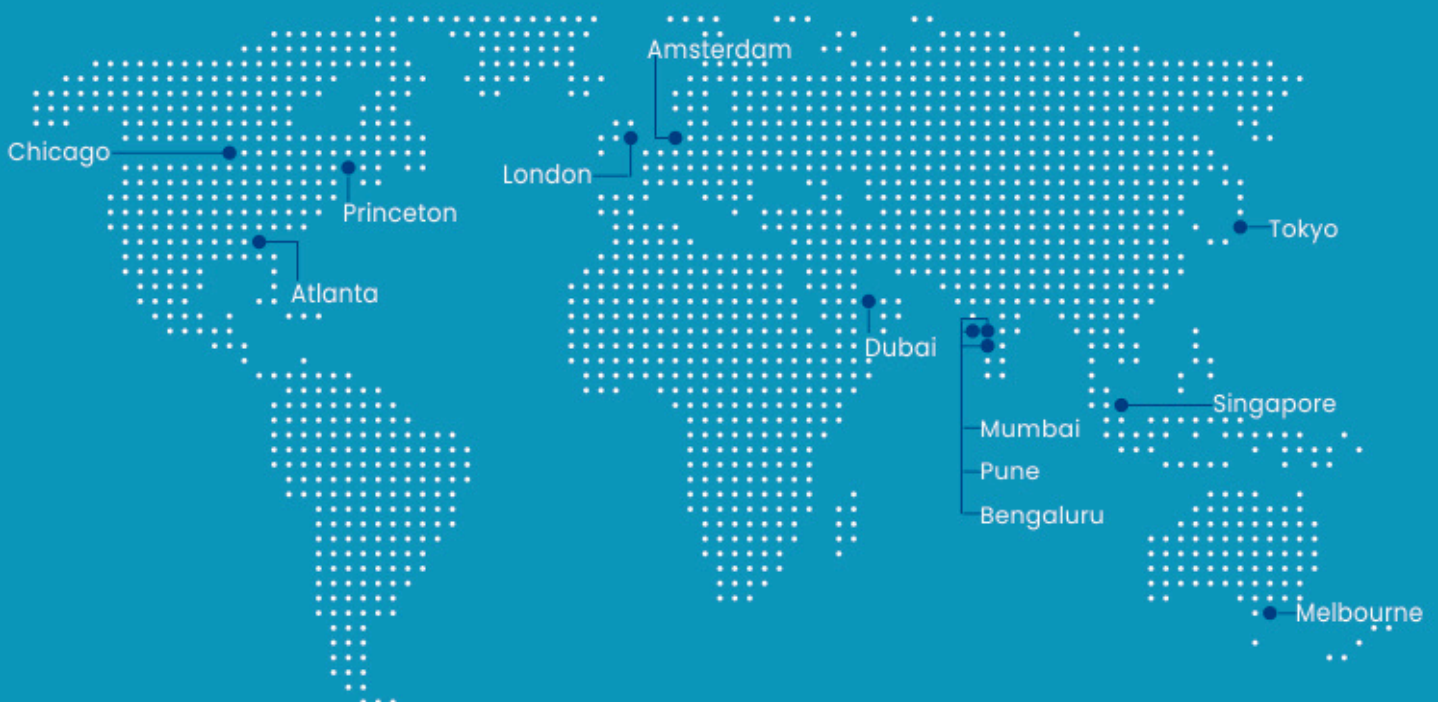 Amsterdam
Chicago
London
Princeton
Tokyo
Atlanta
Dubai
Singapore
Mumbai
Pune
Bengaluru
Melbourne